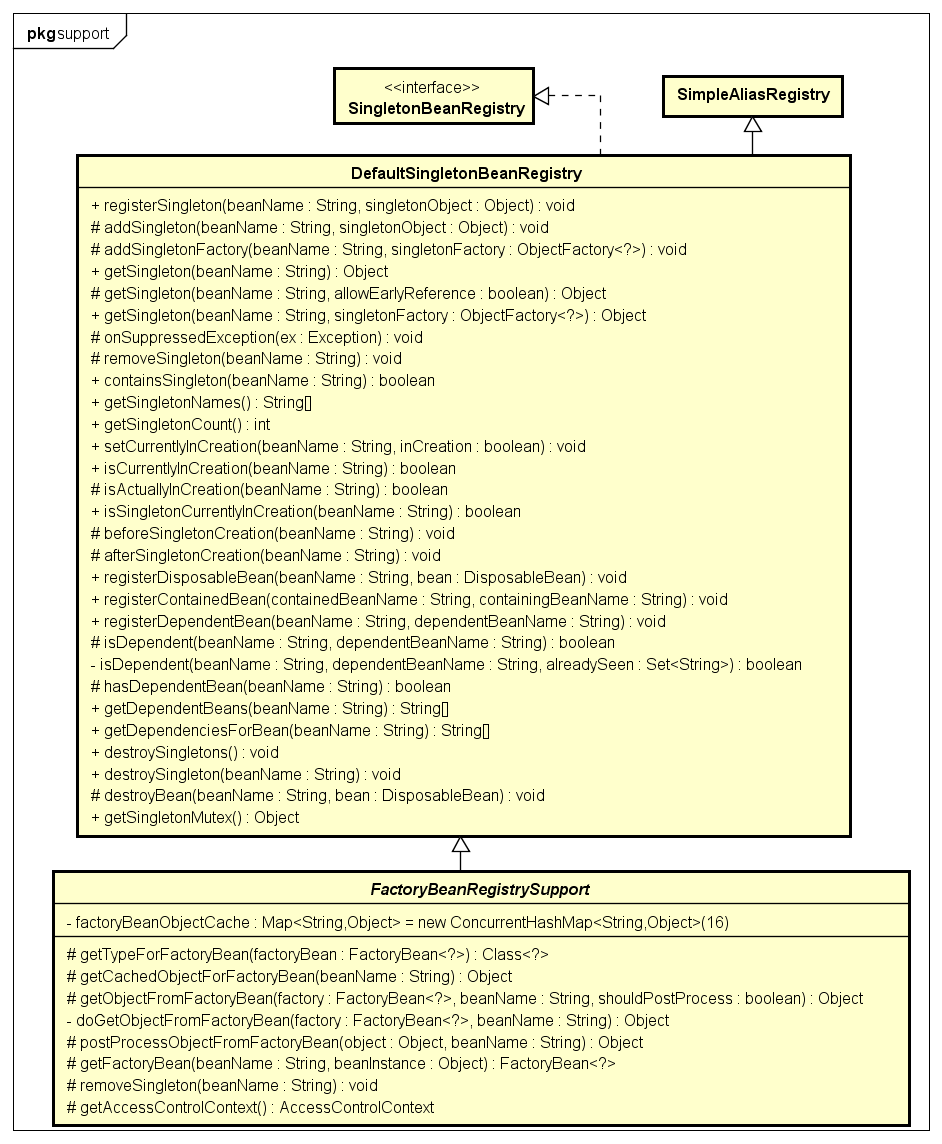 pkg support
<<interface>>
SingletonBeanRegistry
SimpleAliasRegistry
DefaultSingletonBeanRegistry
+ registerSingleton(beanName : String, singletonObject : Object) : void
# addSingleton(beanName : String, singletonObject : Object) : void
# addSingletonFactory(beanName : String, singletonFactory : ObjectFactory<?>) : void
+ getSingleton(beanName : String) : Object
# getSingleton(beanName : String, allowEarlyReference : boolean) : Object
+ getSingleton(beanName : String, singletonFactory : ObjectFactory<?>) : Object
# onSuppressedException(ex : Exception) : void
# removeSingleton(beanName : String) : void
+ containsSingleton(beanName : String) : boolean
+ getSingletonNames() : String[]
+ getSingletonCount() : int
+ setCurrentlyInCreation(beanName : String, inCreation : boolean) : void
+ isCurrentlyInCreation(beanName : String) : boolean
# isActuallyInCreation(beanName : String) : boolean
+ isSingletonCurrentlyInCreation(beanName : String) : boolean
# beforeSingletonCreation(beanName : String) : void
# afterSingletonCreation(beanName : String) : void
+ registerDisposableBean(beanName : String, bean : DisposableBean) : void
+ registerContainedBean(containedBeanName : String, containingBeanName : String) : void
+ registerDependentBean(beanName : String, dependentBeanName : String) : void
# isDependent(beanName : String, dependentBeanName : String) : boolean
- isDependent(beanName : String, dependentBeanName : String, alreadySeen : Set<String>) : boolean
# hasDependentBean(beanName : String) : boolean
+ getDependentBeans(beanName : String) : String[]
+ getDependenciesForBean(beanName : String) : String[]
+ destroySingletons() : void
+ destroySingleton(beanName : String) : void
# destroyBean(beanName : String, bean : DisposableBean) : void
+ getSingletonMutex() : Object
FactoryBeanRegistrySupport
- factoryBeanObjectCache : Map<String,Object> = new ConcurrentHashMap<String,Object>(16)
# getTypeForFactoryBean(factoryBean : FactoryBean<?>) : Class<?>
# getCachedObjectForFactoryBean(beanName : String) : Object
# getObjectFromFactoryBean(factory : FactoryBean<?>, beanName : String, shouldPostProcess : boolean) : Object
- doGetObjectFromFactoryBean(factory : FactoryBean<?>, beanName : String) : Object
# postProcessObjectFromFactoryBean(object : Object, beanName : String) : Object
# getFactoryBean(beanName : String, beanInstance : Object) : FactoryBean<?>
# removeSingleton(beanName : String) : void
# getAccessControlContext() : AccessControlContext